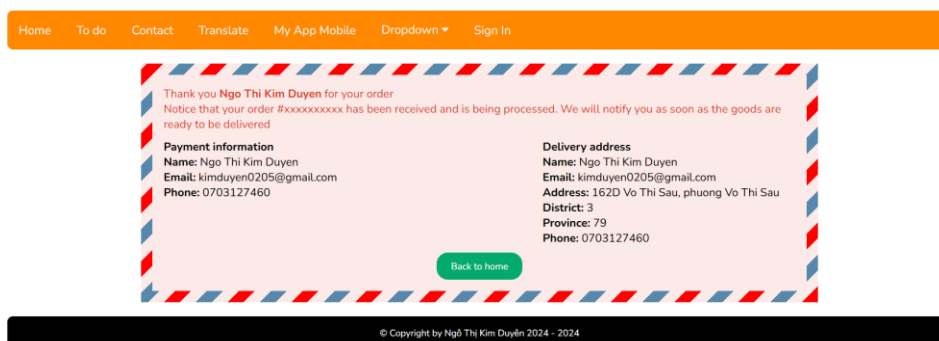 Home To do Contact Translate My App Mobile Dropdown Sign In
Thank you Ngo Thi Kim Duyen for your order
Notice that your order #xxxxxxxxxx has been received and is being processed. We will notify you as soon as the goods are
ready to be delivered
Payment information
Name: Ngo Thi Kim Duyen
Email: kimduyen0205@gmail.com
Phone: 0703127460
Delivery address
Name: Ngo Thi Kim Duyen
Email: kimduyen0205@gmail.com
Address: 162D Vo Thi Sau, phuong Vo Thi Sau
District: 3
Province: 79
Phone: 0703127460
Back to home
© Copyright by Ngô Thị Kim Duyên 2024 - 2024